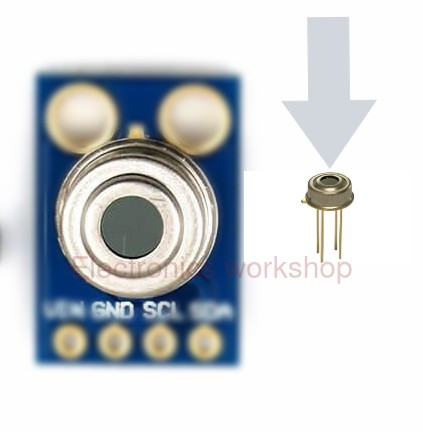 Electronics workshop
VIN GND SCL SDA